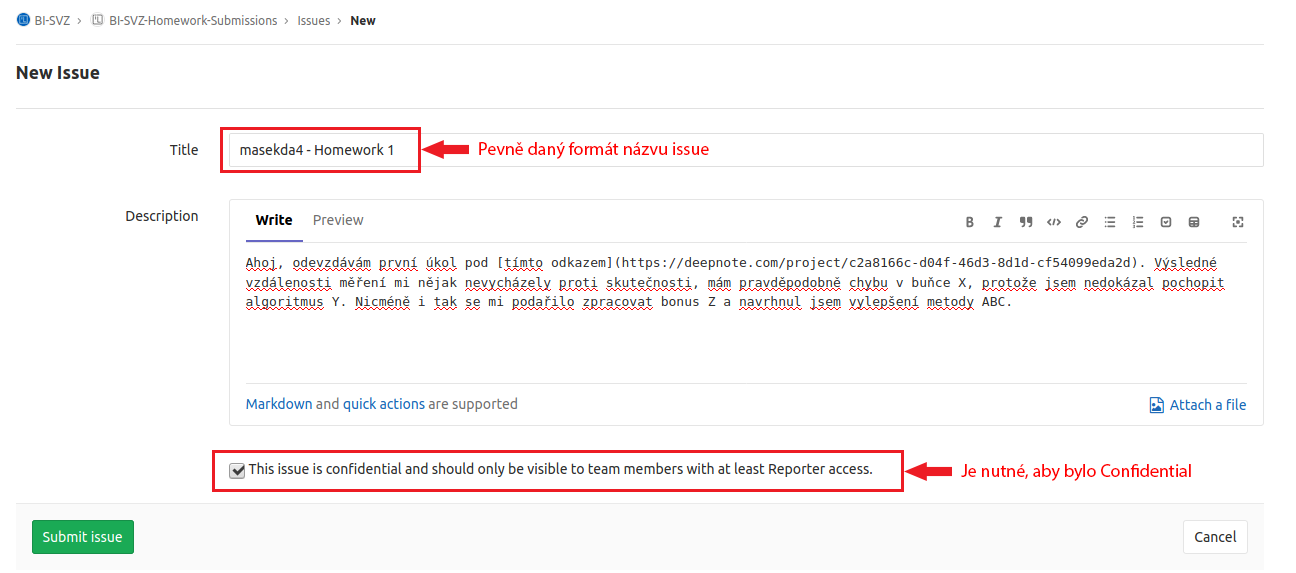 BI-SVZ › BI-SVZ-Homework-Submissions › Issues › New
New Issue
Title
masekda4 - Homework 1
Pevně daný formát názvu issue
Description
Write Preview
Ahoj, odevzdávám první úkol pod [tímto odkazem](https://deepnote.com/project/c2a8166c-d04f-46d3-8d1d-cf54099eda2d). Výsledné
vzdálenosti měření mi nějak nevycházely proti skutečnosti, mám pravděpodobně chybu v buňce X, protože jsem nedokázal pochopit
algoritmus Y. Nicméně i tak se mi podařilo zpracovat bonus Z a navrhnul jsem vylepšení metody ABC.
Markdown and quick actions are supported
Attach a file
This issue is confidential and should only be visible to team members with at least Reporter access.
Je nutné, aby bylo Confidential
Submit issue
Cancel